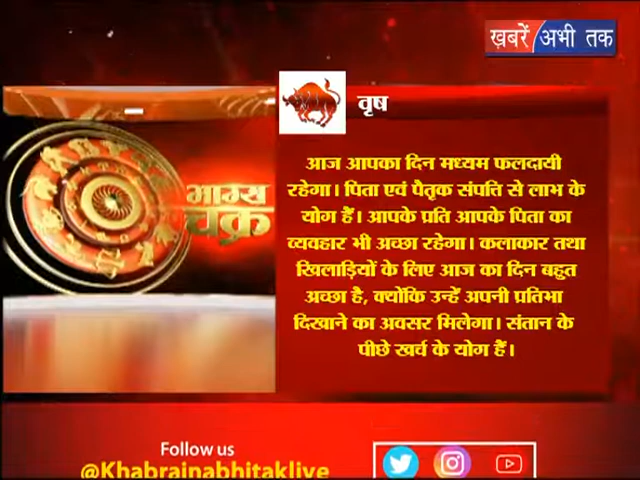 ख़बरें अभी तक
वृष
भाग्य
चक्र
आज आपका दिन मध्यम फलदायी
रहेगा। पिता एवं पैतृक संपत्ति से लाभ के
योग हैं। आपके प्रति आपके पिता का
व्यवहार भी अच्छा रहेगा। कलाकार तथा
खिलाड़ियों के लिए आज का दिन बहुत
अच्छा है, क्योंकि उन्हें अपनी प्रतिभा
दिखाने का अवसर मिलेगा। संतान के
पीछे खर्च के योग हैं।
Follow us
@Khabrainabhitaklive